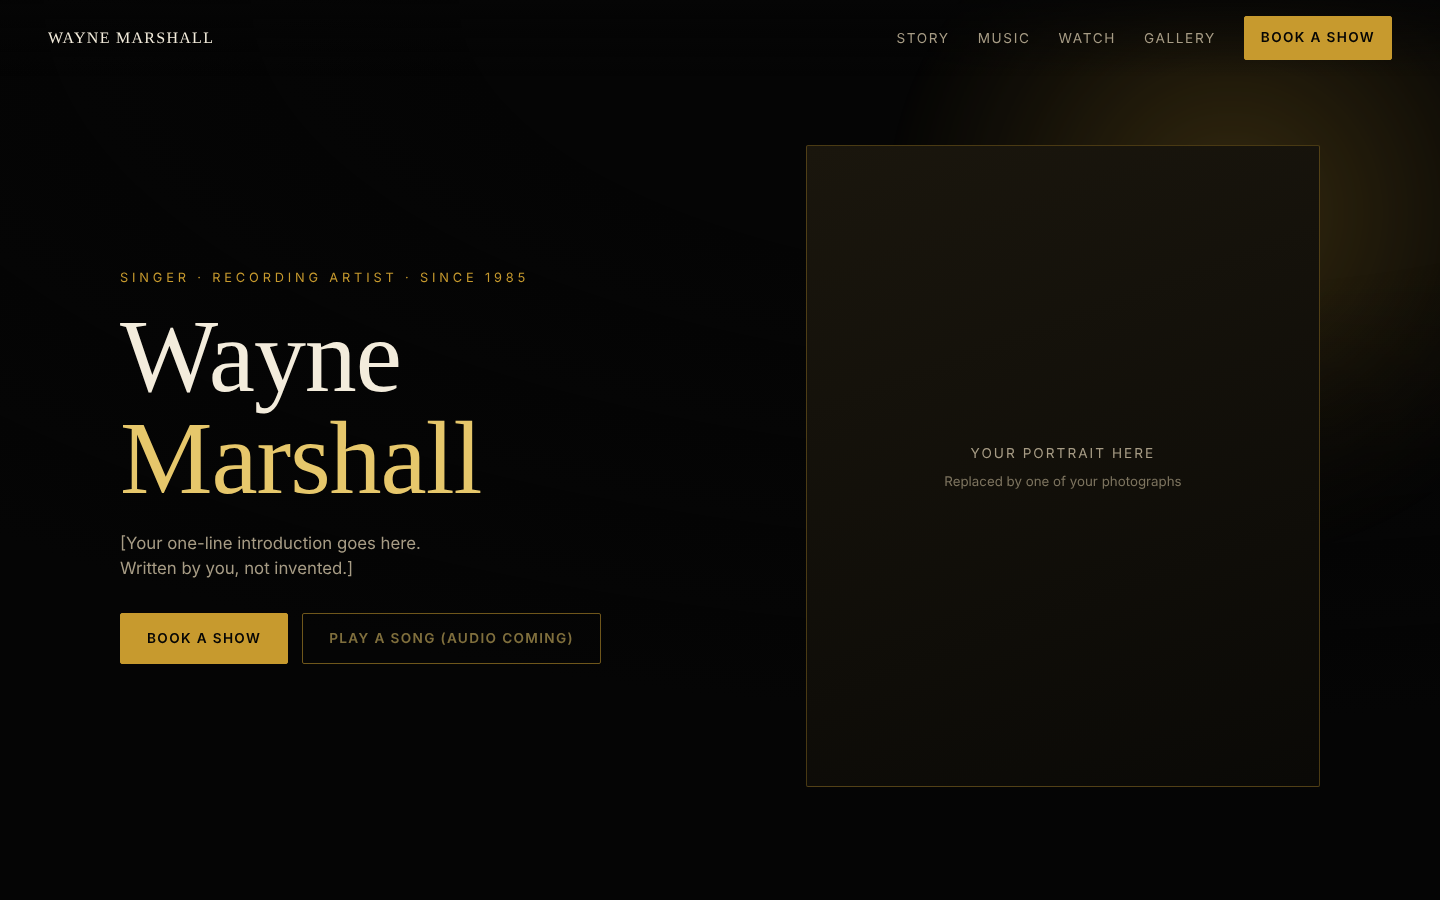 WAYNE MARSHALL
STORY
MUSIC
WATCH
GALLERY
BOOK A SHOW
SINGER · RECORDING ARTIST · SINCE 1985
Wayne
Marshall
[Your one-line introduction goes here.
Written by you, not invented.]
BOOK A SHOW
PLAY A SONG (AUDIO COMING)
YOUR PORTRAIT HERE
Replaced by one of your photographs